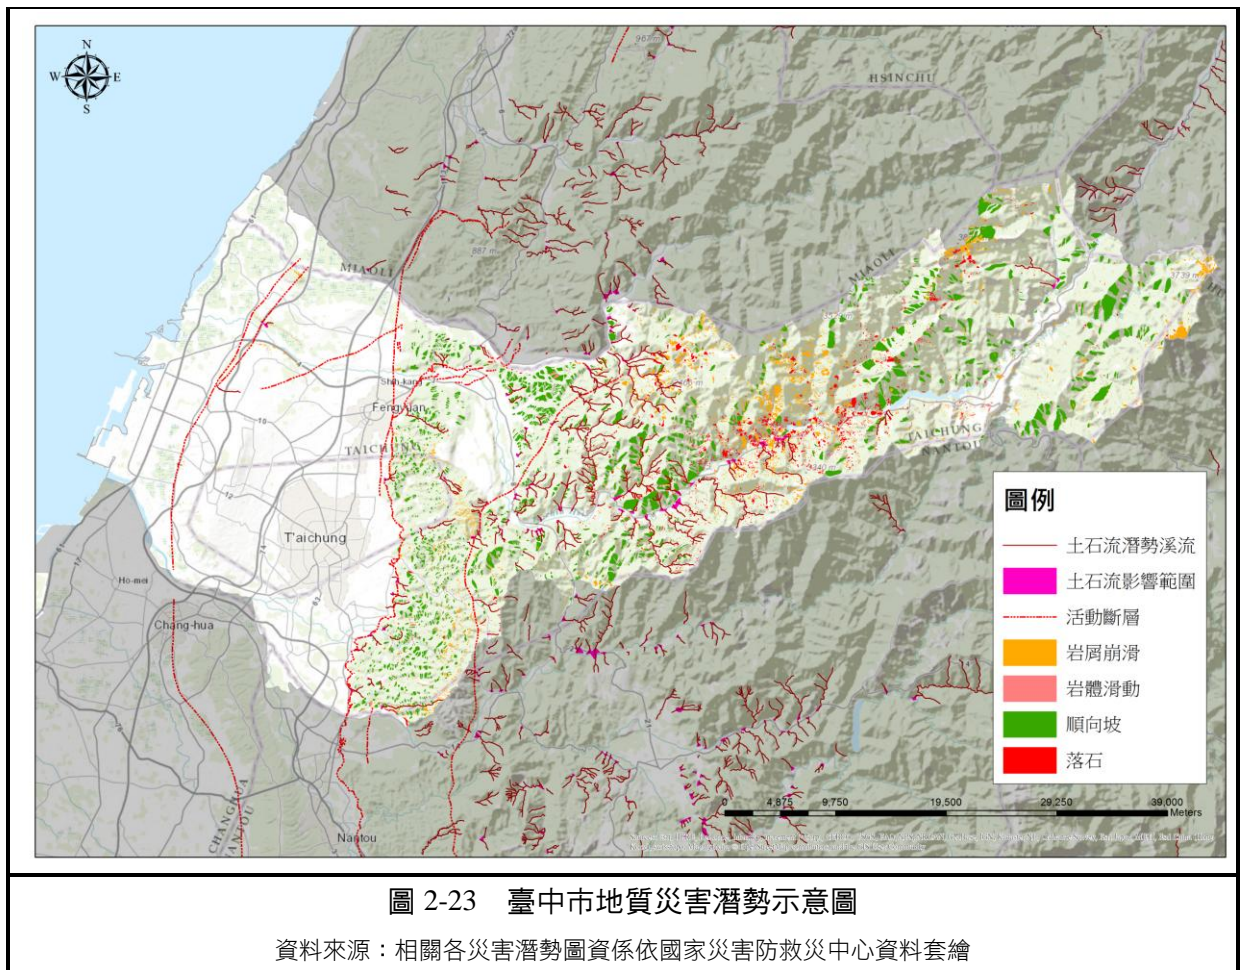 N
W E
S
HSINCHU
MIAOLI
MIAOLI
887 m
Shih-kang
Fengyuan
TAICHUNG
TAICHUNG
NANTOU
T'aichung
Ho-mei
Chang-hua
CHANGHUA
NANTOU
Nantou
圖例
土石流潛勢溪流
土石流影響範圍
活動斷層
岩屑崩滑
岩體滑動
順向坡
落石
0 4,875 9,750 19,500 29,250 39,000
Meters
圖 2-23 臺中市地質災害潛勢示意圖
資料來源：相關各災害潛勢圖資係依國家災害防救災中心資料套繪